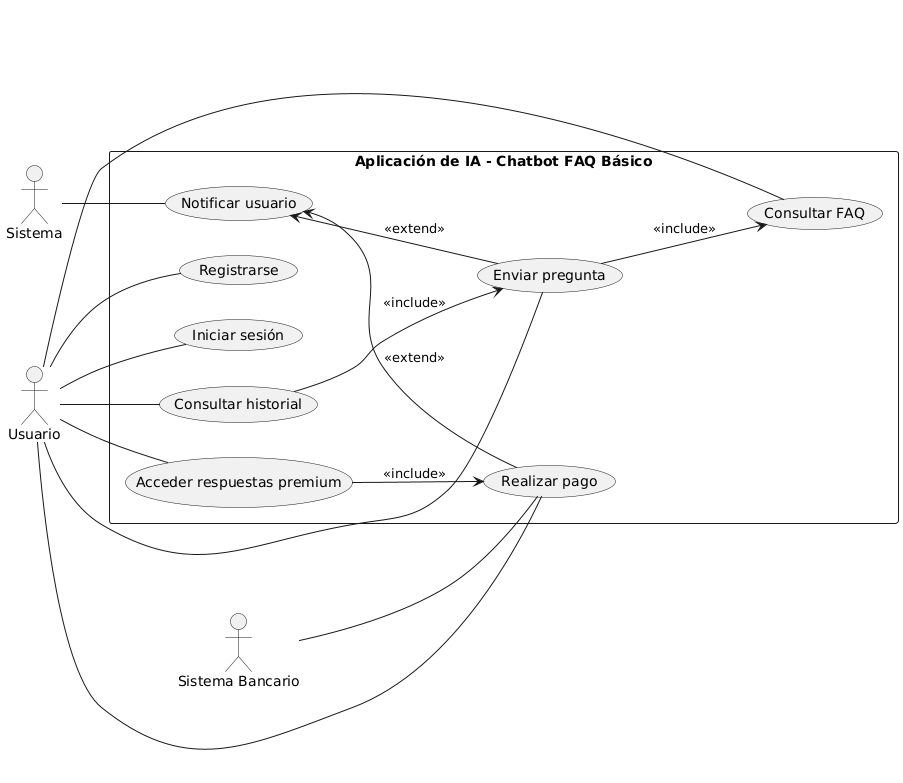 Aplicación de IA - Chatbot FAQ Básico
Sistema
Notificar usuario
Consultar FAQ
«extend»
«include»
Registrarse
Enviar pregunta
«include»
Iniciar sesión
«extend»
Usuario
Consultar historial
Acceder respuestas premium
«include»
Realizar pago
Sistema Bancario